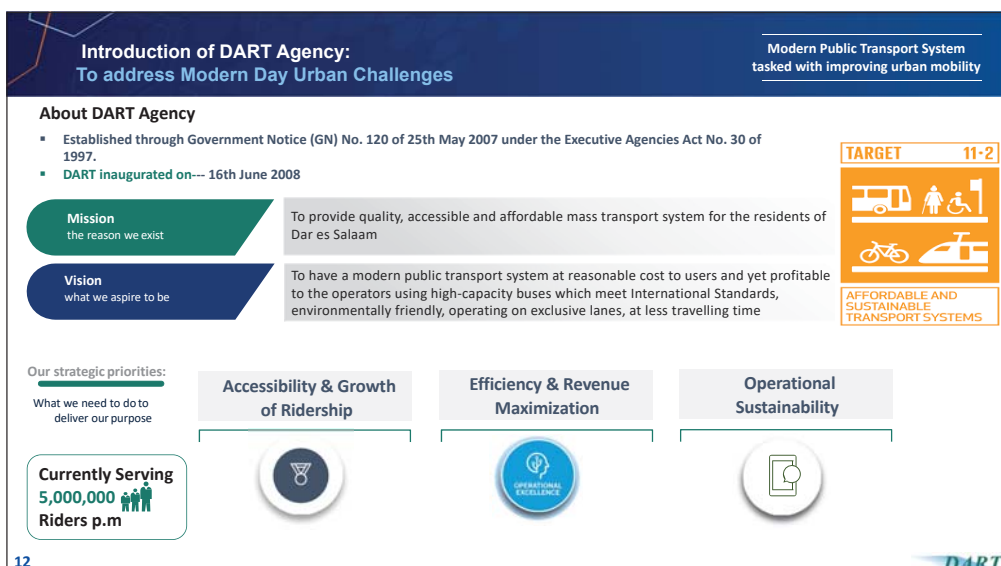 Introduction of DART Agency:
To address Modern Day Urban Challenges
Modern Public Transport System
tasked with improving urban mobility
About DART Agency
▪ Established through Government Notice (GN) No. 120 of 25th May 2007 under the Executive Agencies Act No. 30 of
1997.
▪ DART inaugurated on--- 16th June 2008
TARGET 11·2
AFFORDABLE AND
SUSTAINABLE
TRANSPORT SYSTEMS
Mission
the reason we exist
To provide quality, accessible and affordable mass transport system for the residents of
Dar es Salaam
Vision
what we aspire to be
To have a modern public transport system at reasonable cost to users and yet profitable
to the operators using high-capacity buses which meet International Standards,
environmentally friendly, operating on exclusive lanes, at less travelling time
Our strategic priorities:
What we need to do to
deliver our purpose
Accessibility & Growth
of Ridership
Efficiency & Revenue
Maximization
Operational
Sustainability
OPERATIONAL
EXCELLENCE
Currently Serving
5,000,000
Riders p.m
12
DART